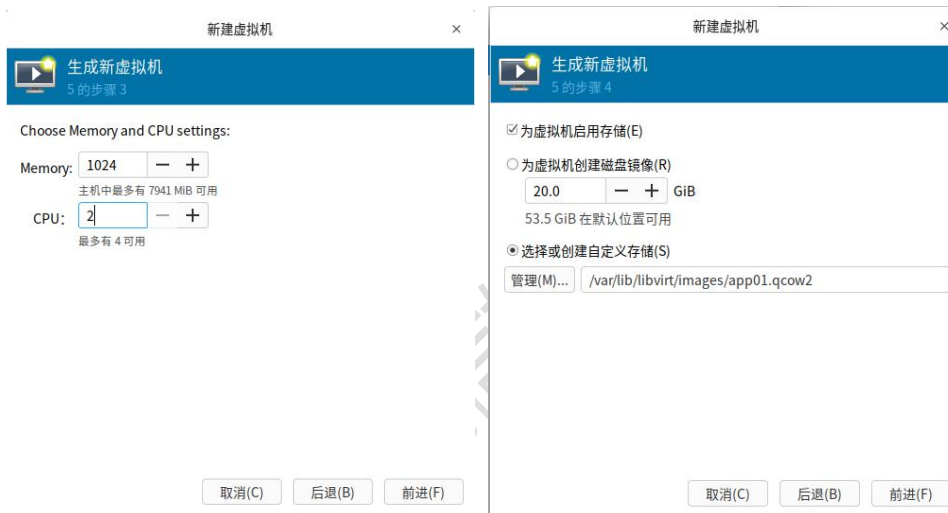 新建虚拟机
×
生成新虚拟机
5 的步骤 3
Choose Memory and CPU settings:
Memory: 1024 − +
主机中最多有 7941 MiB 可用
CPU： 2 − +
最多有 4 可用
取消(C) 后退(B) 前进(F)
新建虚拟机
×
生成新虚拟机
5 的步骤 4
为虚拟机启用存储(E)
为虚拟机创建磁盘镜像(R)
20.0 − + GiB
53.5 GiB 在默认位置可用
选择或创建自定义存储(S)
管理(M)... /var/lib/libvirt/images/app01.qcow2
取消(C) 后退(B) 前进(F)